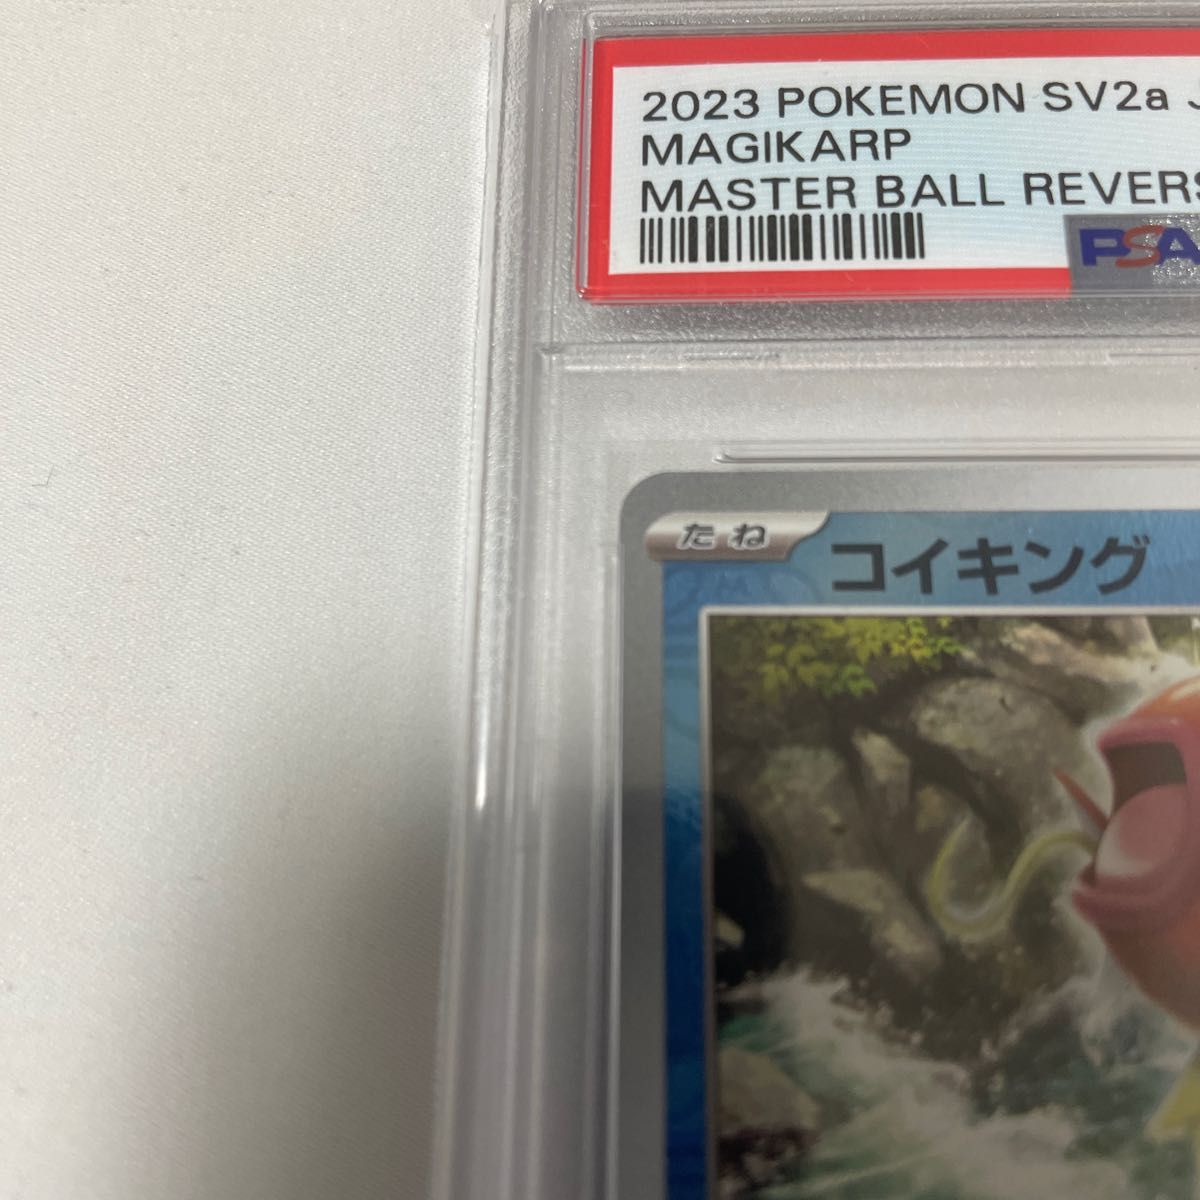 2023 POKEMON SV2a J
MAGIKARP
MASTER BALL REVERS
PSA
たね
コイキング